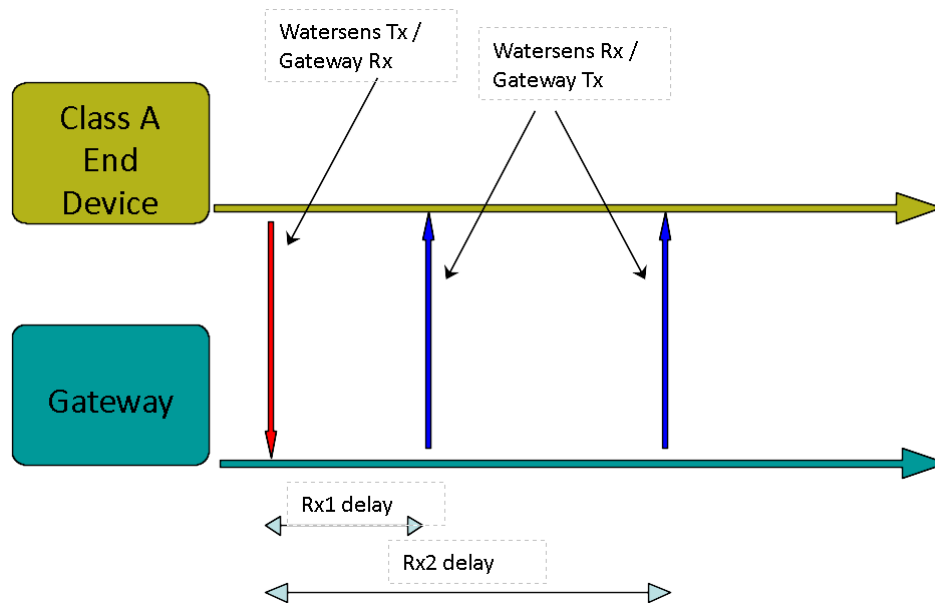 Watersens Tx /
Gateway Rx
Watersens Rx /
Gateway Tx
Class A
End
Device
Gateway
Rx1 delay
Rx2 delay